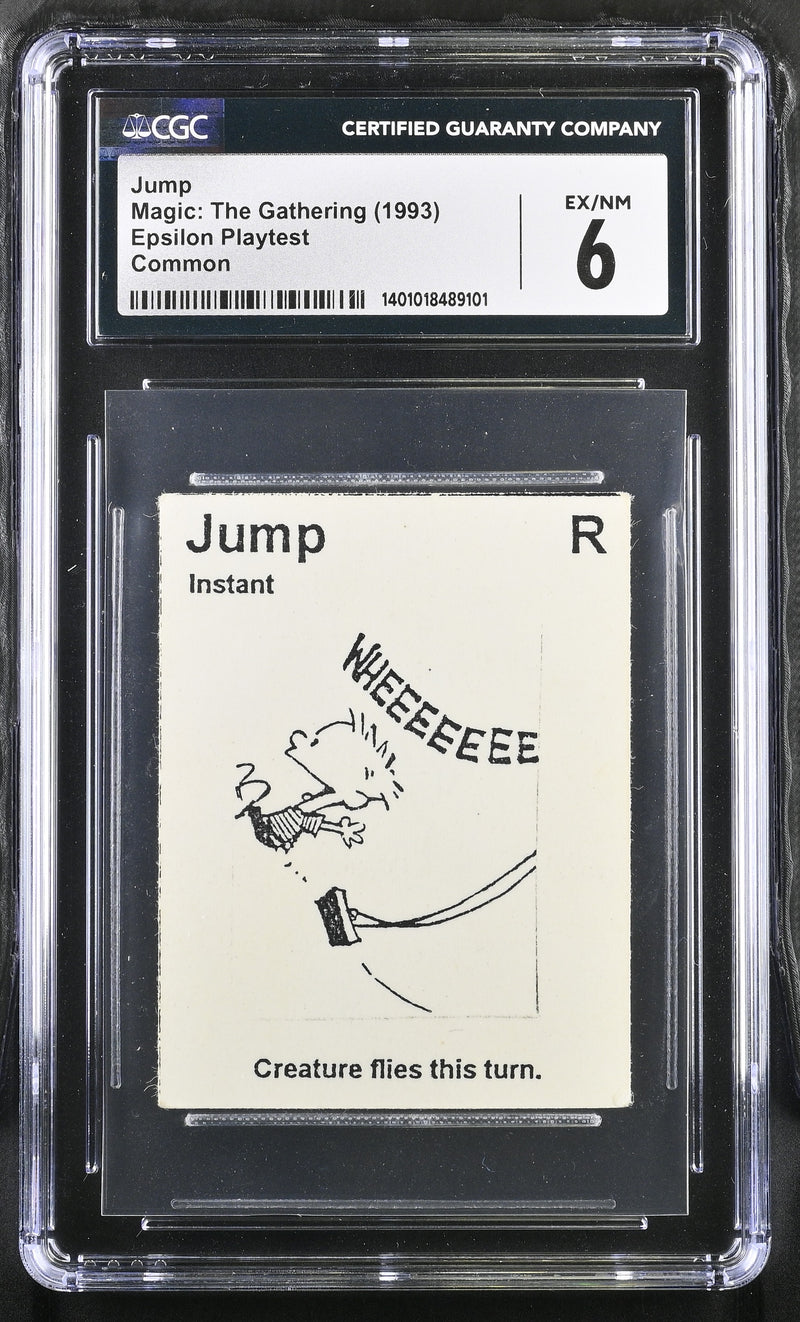 CGC
CERTIFIED GUARANTY COMPANY
Jump
Magic: The Gathering (1993)
Epsilon Playtest
Common
EX/NM
6
1401018489101
Jump R
Instant
WHEEEEEEEE
Creature flies this turn.